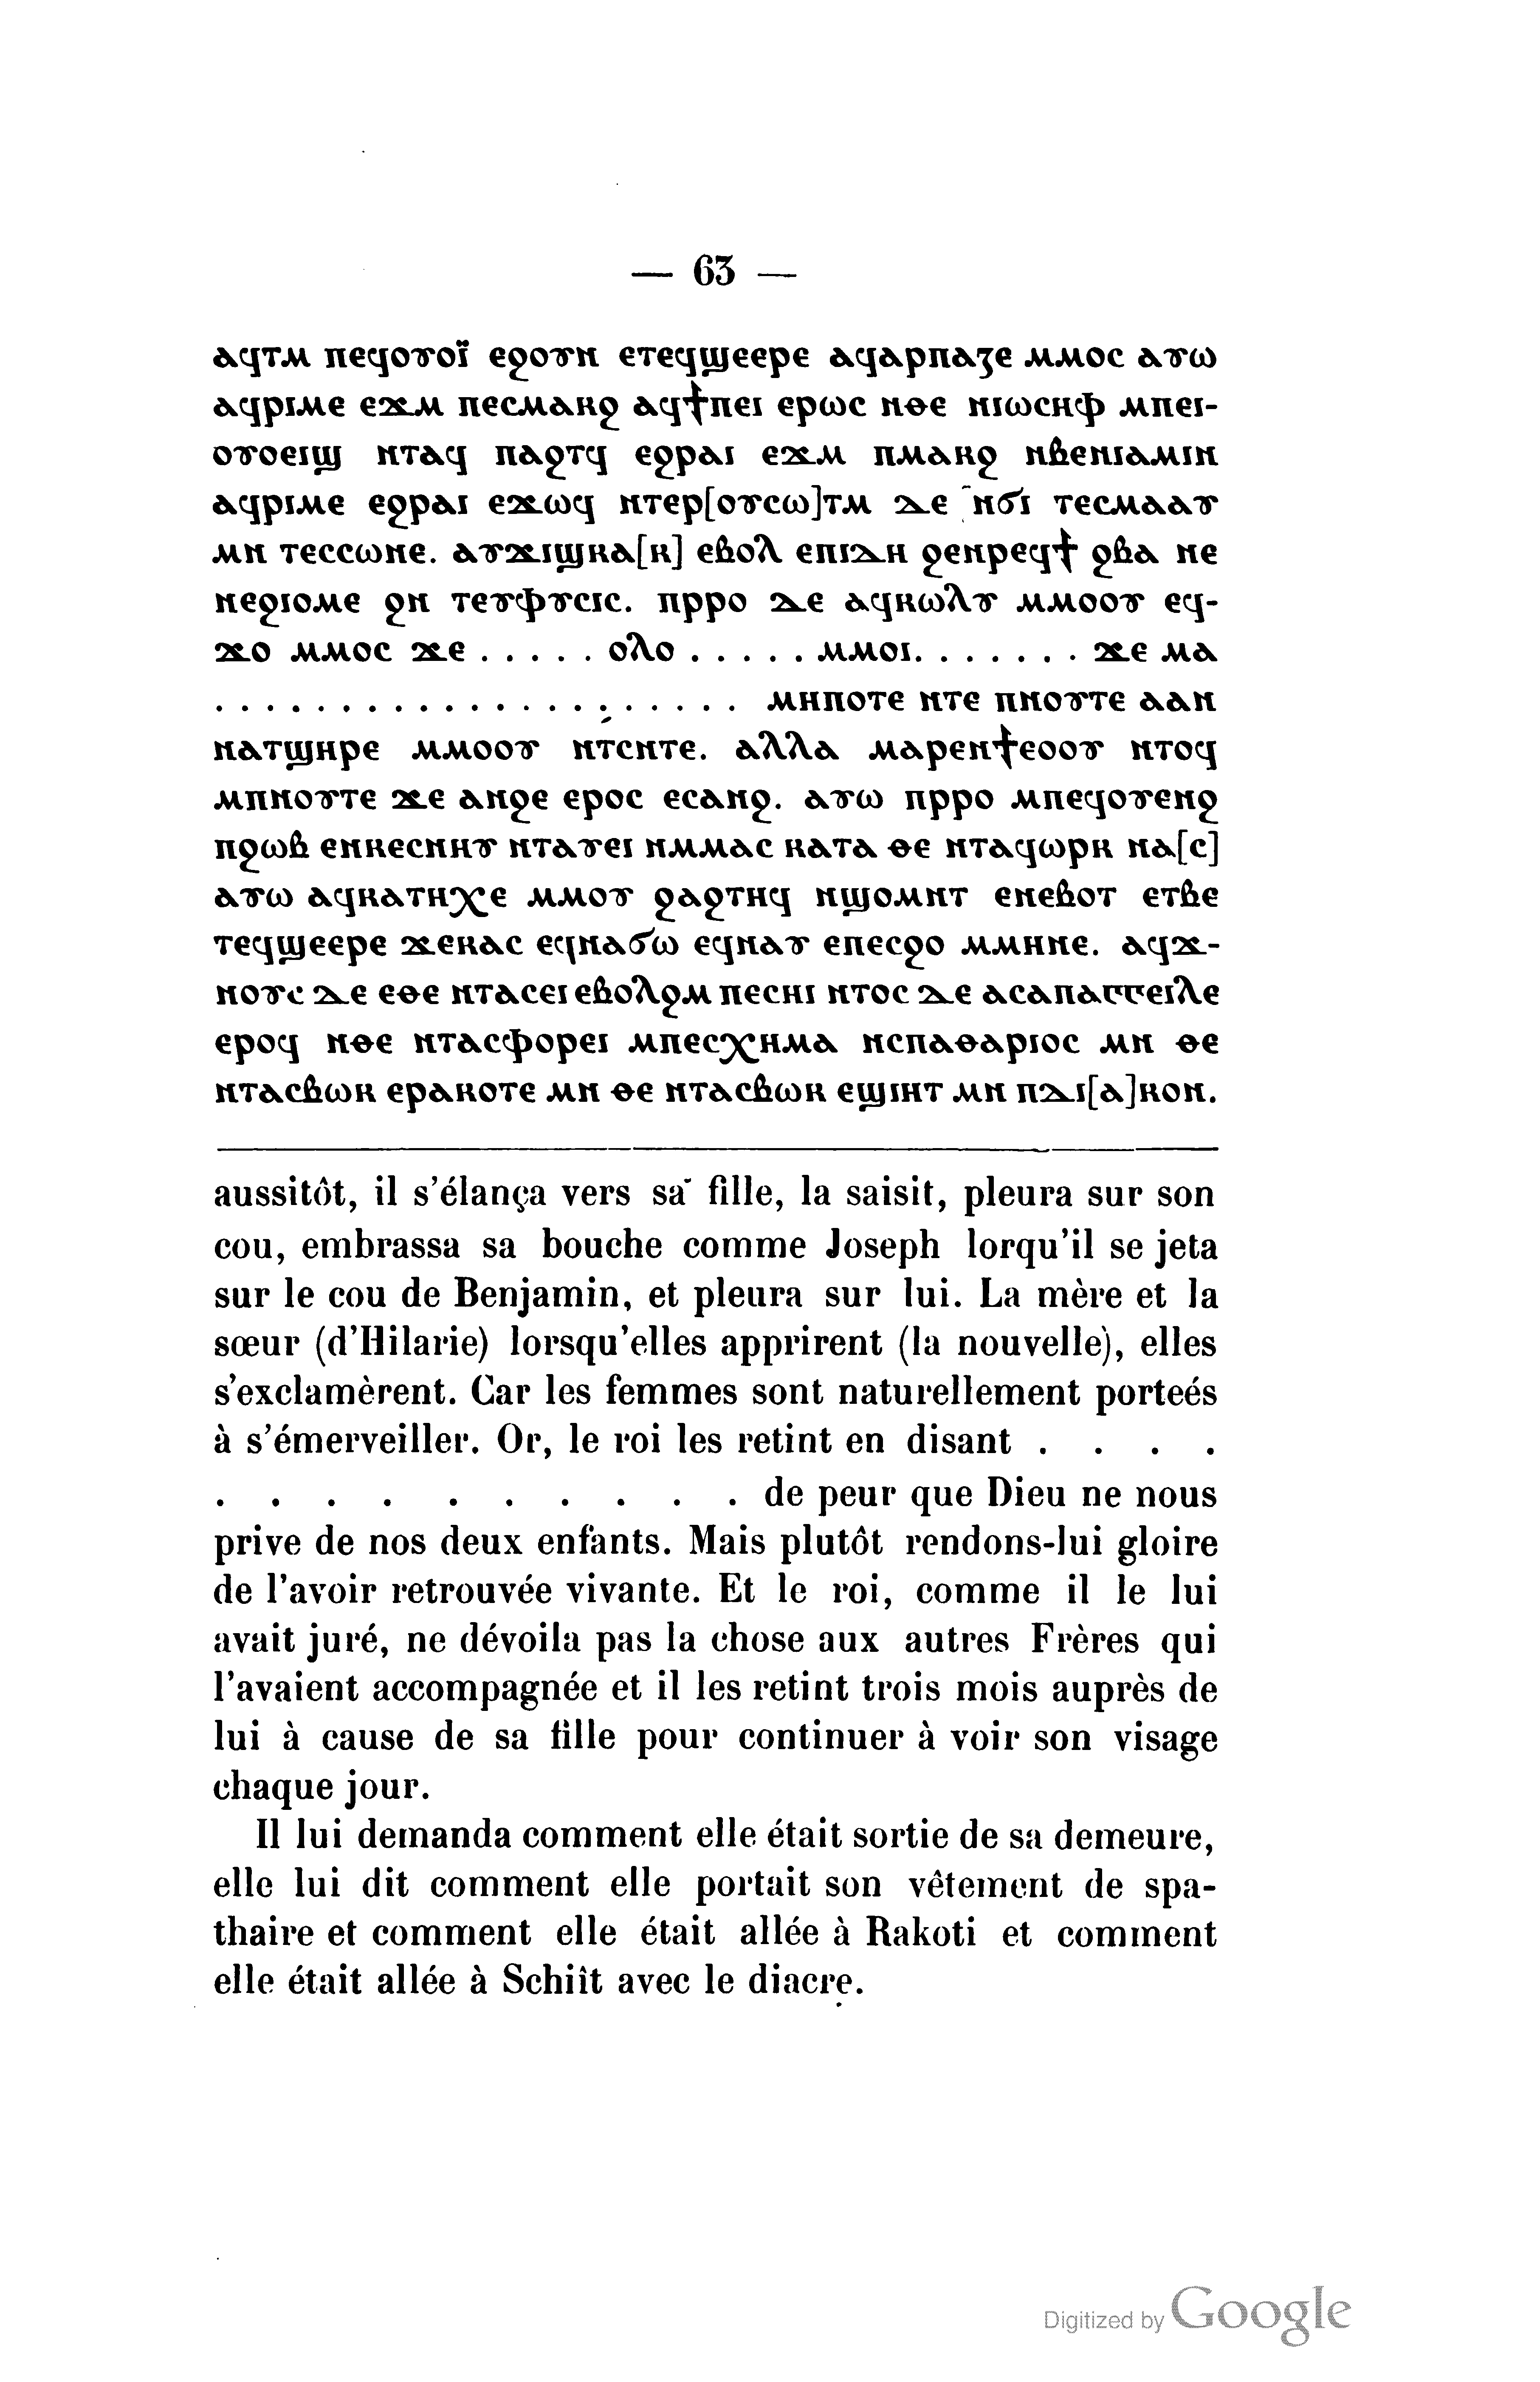 — 63 —
ⲁϥⲧⲙ ⲡⲉϥⲟⲩⲟⲓ̈ ⲉϩⲟⲩⲛ ⲉⲧⲉϥϣⲉⲉⲣⲉ ⲁϥⲁⲣⲡⲁⲍⲉ ⲙⲙⲟⲥ ⲁⲩⲱ
ⲁϥⲣⲓⲙⲉ ⲉϫⲙ ⲡⲉⲥⲙⲁⲕϩ ⲁϥϯⲡⲉⲓ ⲉⲣⲱⲥ ⲛⲑⲉ ⲛⲓⲱⲥⲏⲫ ⲙⲡⲉⲓ-
ⲟⲩⲟⲉⲓϣ ⲛⲧⲁϥ ⲡⲁϩⲧϥ ⲉϩⲣⲁⲓ ⲉϫⲙ ⲡⲙⲁⲕϩ ⲛⲃⲉⲛⲓⲁⲙⲓⲛ
ⲁϥⲣⲓⲙⲉ ⲉϩⲣⲁⲓ ⲉϫⲱϥ ⲛⲧⲉⲣ[ⲟⲩⲥⲱ]ⲧⲙ ⲇⲉ ⲛϭⲓ ⲧⲉⲥⲙⲁⲁⲩ
ⲙⲛ ⲧⲉⲥⲥⲱⲛⲉ. ⲁⲩϫⲓϣⲕⲁ[ⲕ] ⲉⲃⲟⲗ ⲉⲡⲓⲇⲏ ϩⲉⲛⲣⲉϥϯ ϩⲃⲁ ⲛⲉ
ⲛⲉϩⲓⲟⲙⲉ ϩⲛ ⲧⲉⲩⲫⲩⲥⲓⲥ. ⲡⲣⲣⲟ ⲇⲉ ⲁϥⲕⲱⲗⲩ ⲙⲙⲟⲟⲩ ⲉϥ-
ϫⲟ ⲙⲙⲟⲥ ϫⲉ ..... ⲟⲗⲟ ..... ⲙⲙⲟⲓ....... ϫⲉ ⲙⲁ
..................... ⲙⲏⲡⲟⲧⲉ ⲛⲧⲉ ⲡⲛⲟⲩⲧⲉ ⲁⲁⲛ
ⲛⲁⲧϣⲏⲣⲉ ⲙⲙⲟⲟⲩ ⲛⲧⲥⲛⲧⲉ. ⲁⲗⲗⲁ ⲙⲁⲣⲉⲛϯⲉⲟⲟⲩ ⲛⲧⲟϥ
ⲙⲡⲛⲟⲩⲧⲉ ϫⲉ ⲁⲛϩⲉ ⲉⲣⲟⲥ ⲉⲥⲁⲛϩ. ⲁⲩⲱ ⲡⲣⲣⲟ ⲙⲡⲉϥⲟⲩⲉⲛϩ
ⲡϩⲱⲃ ⲉⲛⲕⲉⲥⲛⲏⲩ ⲛⲧⲁⲩⲉⲓ ⲛⲙⲙⲁⲥ ⲕⲁⲧⲁ ⲑⲉ ⲛⲧⲁϥⲱⲣⲕ ⲛⲁ[ⲥ]
ⲁⲩⲱ ⲁϥⲕⲁⲧⲏⲭⲉ ⲙⲙⲟⲩ ϩⲁϩⲧⲏϥ ⲛϣⲟⲙⲛⲧ ⲉⲛⲉⲃⲟⲧ ⲉⲧⲃⲉ
ⲧⲉϥϣⲉⲉⲣⲉ ϫⲉⲕⲁⲥ ⲉϥⲛⲁϭⲱ ⲉϥⲛⲁⲩ ⲉⲡⲉⲥϩⲟ ⲙⲙⲏⲛⲉ. ⲁϥϫ-
ⲛⲟⲩⲥ ⲇⲉ ⲉⲑⲉ ⲛⲧⲁⲥⲉⲓ ⲉⲃⲟⲗϩⲙ ⲡⲉⲥⲏⲓ ⲛⲧⲟⲥ ⲇⲉ ⲁⲥⲁⲡⲁⲅⲅⲉⲓⲗⲉ
ⲉⲣⲟϥ ⲛⲑⲉ ⲛⲧⲁⲥⲫⲟⲣⲉⲓ ⲙⲡⲉⲥⲭⲏⲙⲁ ⲛⲥⲡⲁⲑⲁⲣⲓⲟⲥ ⲙⲛ ⲑⲉ
ⲛⲧⲁⲥⲃⲱⲕ ⲉⲣⲁⲕⲟⲧⲉ ⲙⲛ ⲑⲉ ⲛⲧⲁⲥⲃⲱⲕ ⲉϣⲓⲏⲧ ⲙⲛ ⲡⲇⲓ[ⲁ]ⲕⲟⲛ.
aussitôt, il s'élança vers sa fille, la saisit, pleura sur son
cou, embrassa sa bouche comme Joseph lorqu'il se jeta
sur le cou de Benjamin, et pleura sur lui. La mère et la
sœur (d'Hilarie) lorsqu'elles apprirent (la nouvelle), elles
s'exclamèrent. Car les femmes sont naturellement porteés
à s'émerveiller. Or, le roi les retint en disant . . . .
. . . . . . . . . . de peur que Dieu ne nous
prive de nos deux enfants. Mais plutôt rendons-lui gloire
de l'avoir retrouvée vivante. Et le roi, comme il le lui
avait juré, ne dévoila pas la chose aux autres Frères qui
l'avaient accompagnée et il les retint trois mois auprès de
lui à cause de sa fille pour continuer à voir son visage
chaque jour.
Il lui demanda comment elle était sortie de sa demeure,
elle lui dit comment elle portait son vêtement de spa-
thaire et comment elle était allée à Rakoti et comment
elle était allée à Schiît avec le diacre.
Digitized by Google